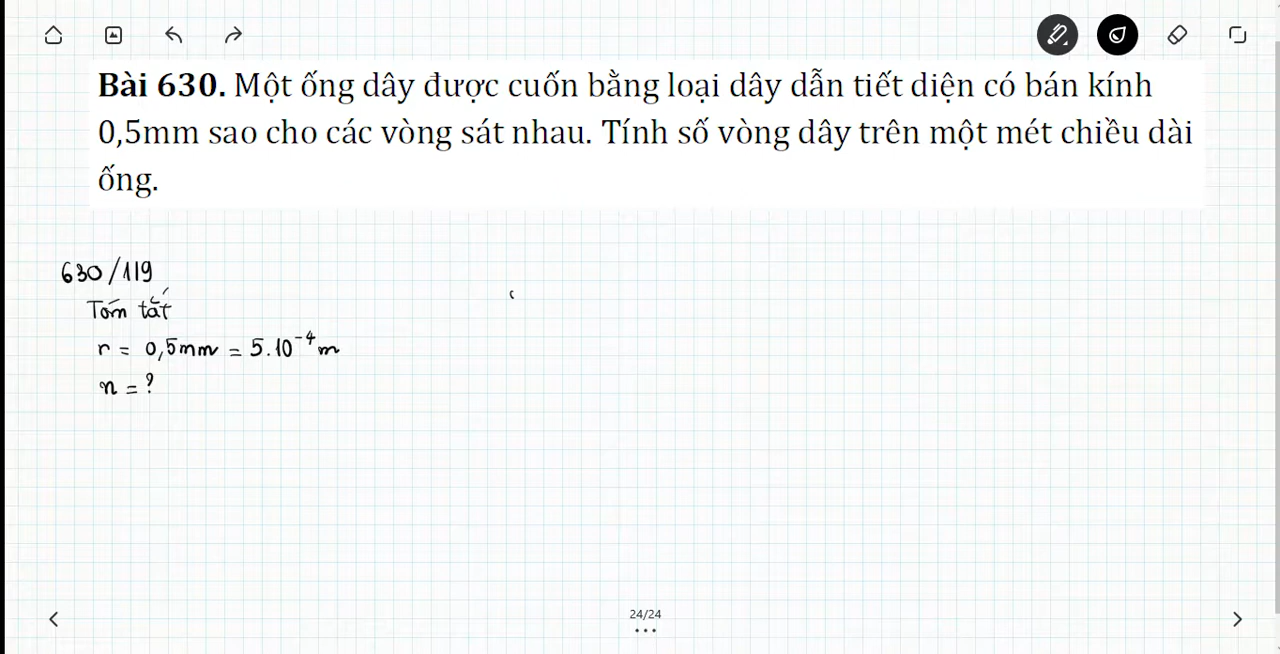 Bài 630. Một ống dây được cuốn bằng loại dây dẫn tiết diện có bán kính
0,5mm sao cho các vòng sát nhau. Tính số vòng dây trên một mét chiều dài
ống.
630/119
Tóm tắt
r = 0,5mm = 5.10⁻⁴m
n = ?
24/24